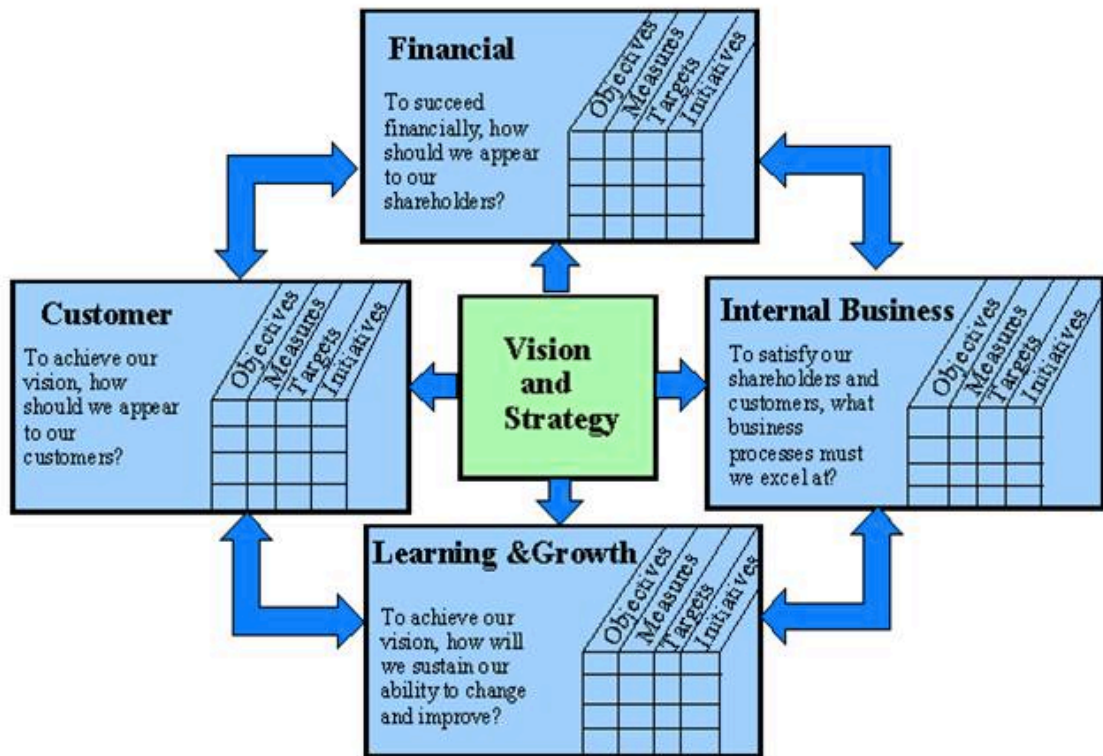 Financial
To succeed
financially, how
should we appear
to our
shareholders?
Objectives
Measures
Targets
Initiatives
Customer
To achieve our
vision, how
should we appear
to our
customers?
Objectives
Measures
Targets
Initiatives
Vision
and
Strategy
Internal Business
To satisfy our
shareholders and
customers, what
business
processes must
we excel at?
Objectives
Measures
Targets
Initiatives
Learning &Growth
To achieve our
vision, how will
we sustain our
ability to change
and improve?
Objectives
Measures
Targets
Initiatives